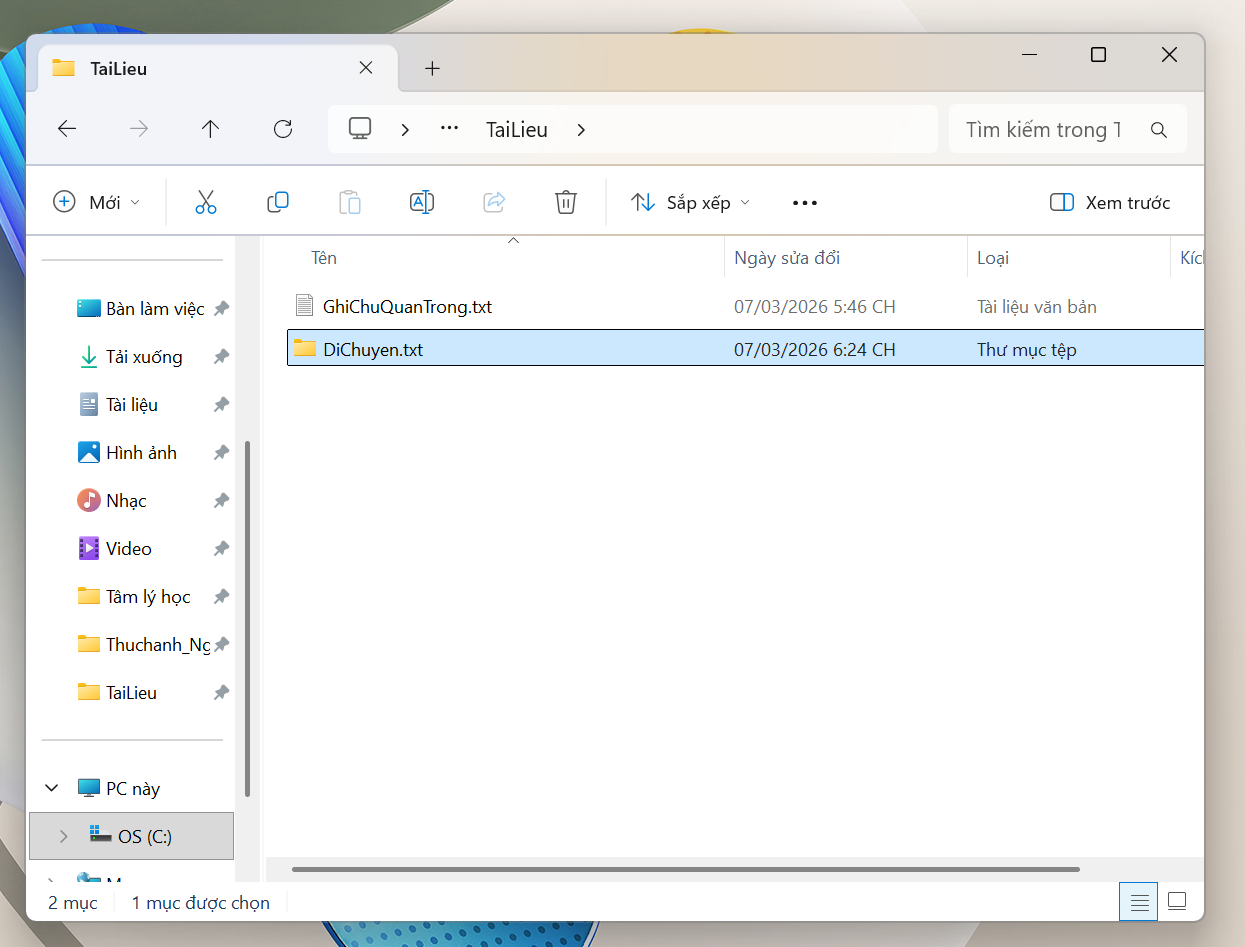 TaiLieu
TaiLieu
Tìm kiếm trong T
Mới
Sắp xếp
Xem trước
Tên
Ngày sửa đổi
Loại
GhiChuQuanTrong.txt
07/03/2026 5:46 CH
Tài liệu văn bản
DiChuyen.txt
07/03/2026 6:24 CH
Thư mục tệp
Bàn làm việc
Tải xuống
Tài liệu
Hình ảnh
Nhạc
Video
Tâm lý học
Thuchanh_Ng
TaiLieu
PC này
OS (C:)
2 mục
1 mục được chọn